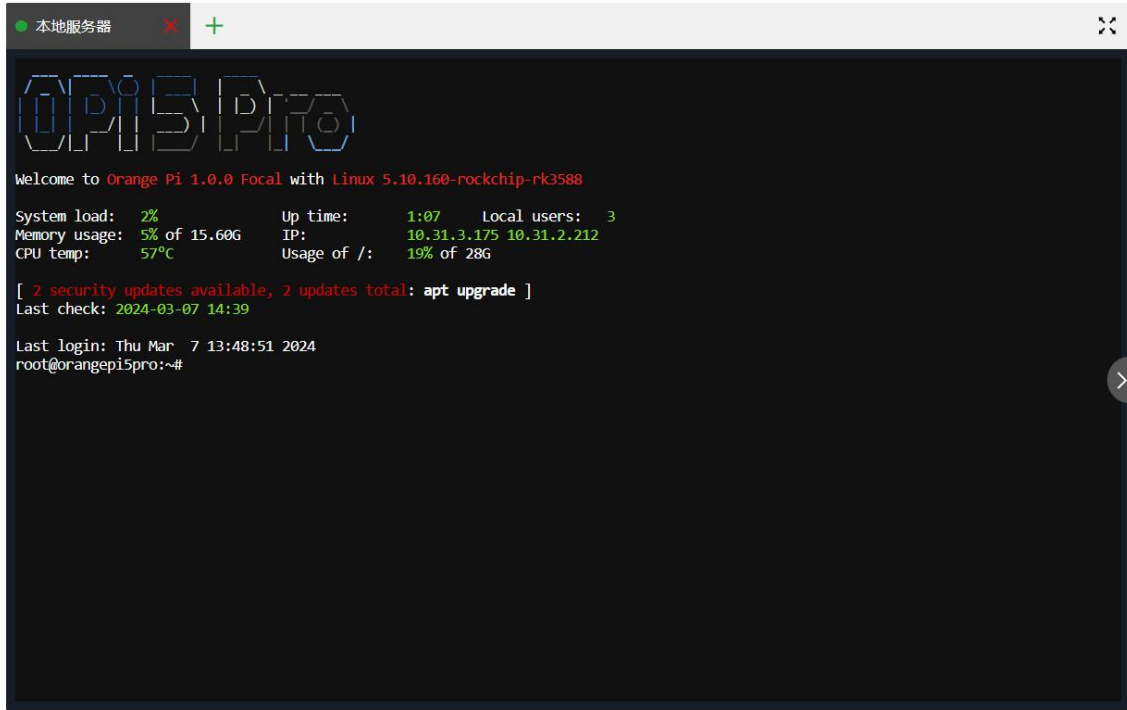 本地服务器
OPi5 Pro
Welcome to Orange Pi 1.0.0 Focal with Linux 5.10.160-rockchip-rk3588
System load: 2% Up time: 1:07 Local users: 3
Memory usage: 5% of 15.60G IP: 10.31.3.175 10.31.2.212
CPU temp: 57°C Usage of /: 19% of 28G
[ 2 security updates available, 2 updates total: apt upgrade ]
Last check: 2024-03-07 14:39
Last login: Thu Mar 7 13:48:51 2024
root@orangepi5pro:~#